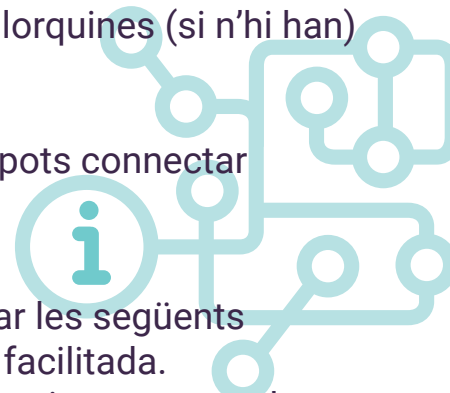 lorquines (si n’hi han)
pots connectar
i
ar les següents
facilitada.